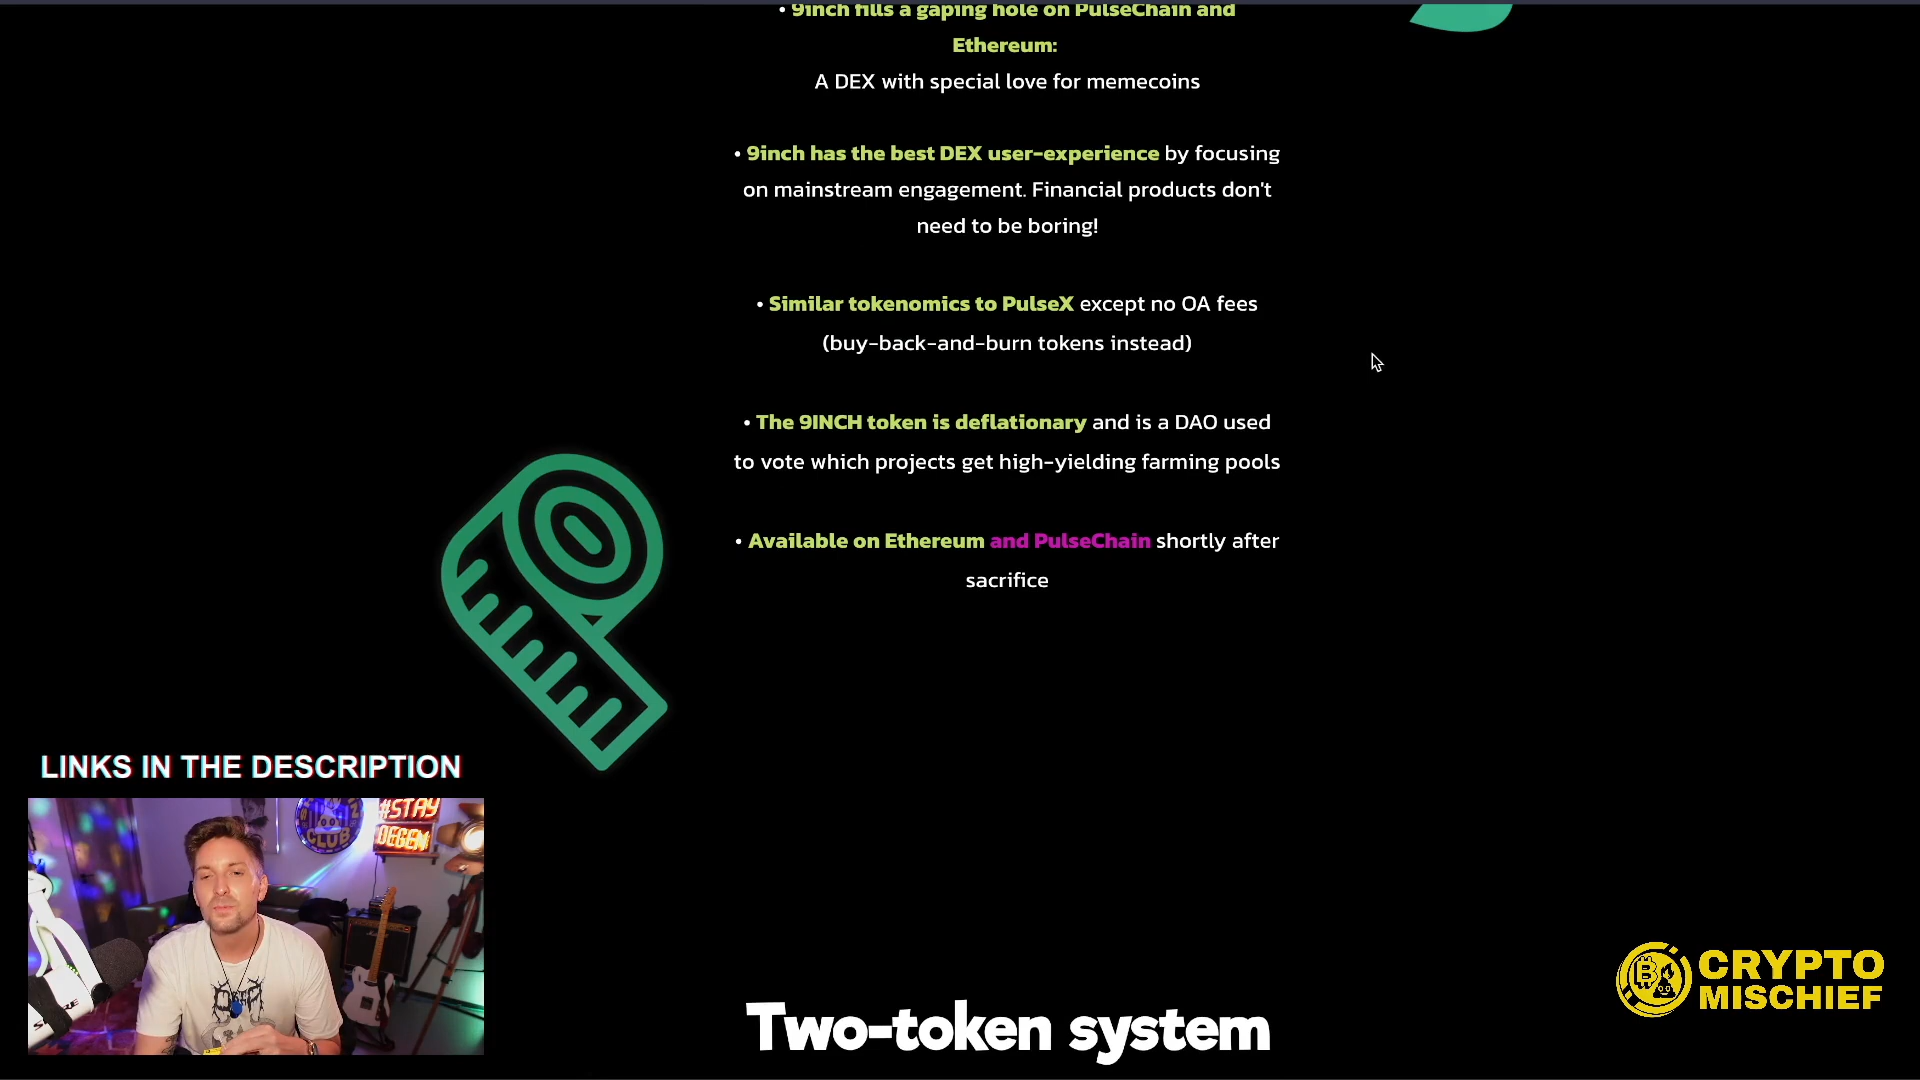 • 9inch fills a gaping hole on PulseChain and
Ethereum:
A DEX with special love for memecoins
• 9inch has the best DEX user-experience by focusing
on mainstream engagement. Financial products don't
need to be boring!
• Similar tokenomics to PulseX except no OA fees
(buy-back-and-burn tokens instead)
• The 9INCH token is deflationary and is a DAO used
to vote which projects get high-yielding farming pools
• Available on Ethereum and PulseChain shortly after
sacrifice
LINKS IN THE DESCRIPTION
#STAY
DEGEN
CLUB
CRYPTO
MISCHIEF
Two-token system